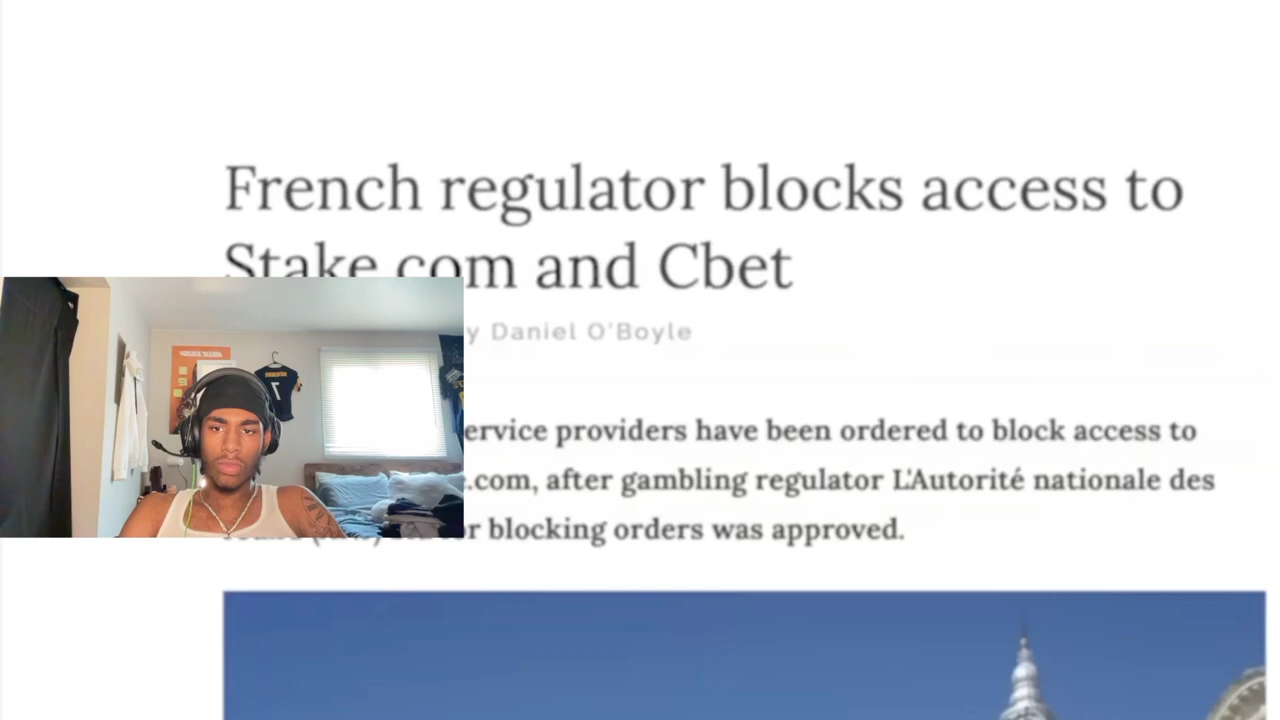 French regulator blocks access to
Stake com and Cbet
y Daniel O'Boyle
ervice providers have been ordered to block access to
.com, after gambling regulator L'Autorité nationale des
r blocking orders was approved.
7